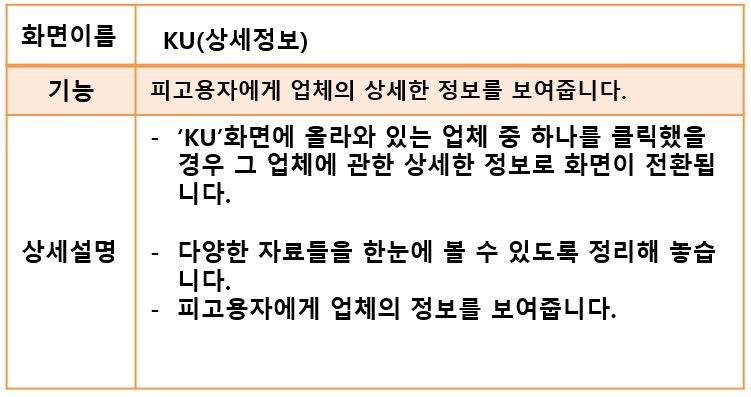 화면이름
KU(상세정보)
기능
피고용자에게 업체의 상세한 정보를 보여줍니다.
상세설명
- ‘KU’화면에 올라와 있는 업체 중 하나를 클릭했을
경우 그 업체에 관한 상세한 정보로 화면이 전환됩
니다.
- 다양한 자료들을 한눈에 볼 수 있도록 정리해 놓습
니다.
- 피고용자에게 업체의 정보를 보여줍니다.